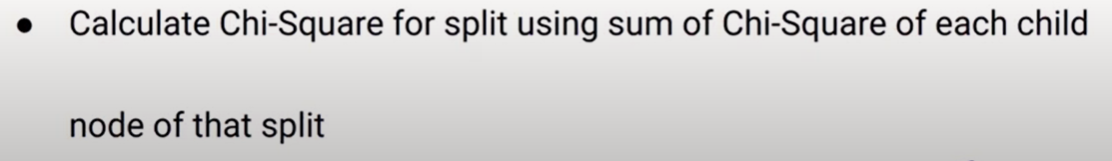 ● Calculate Chi-Square for split using sum of Chi-Square of each child
node of that split